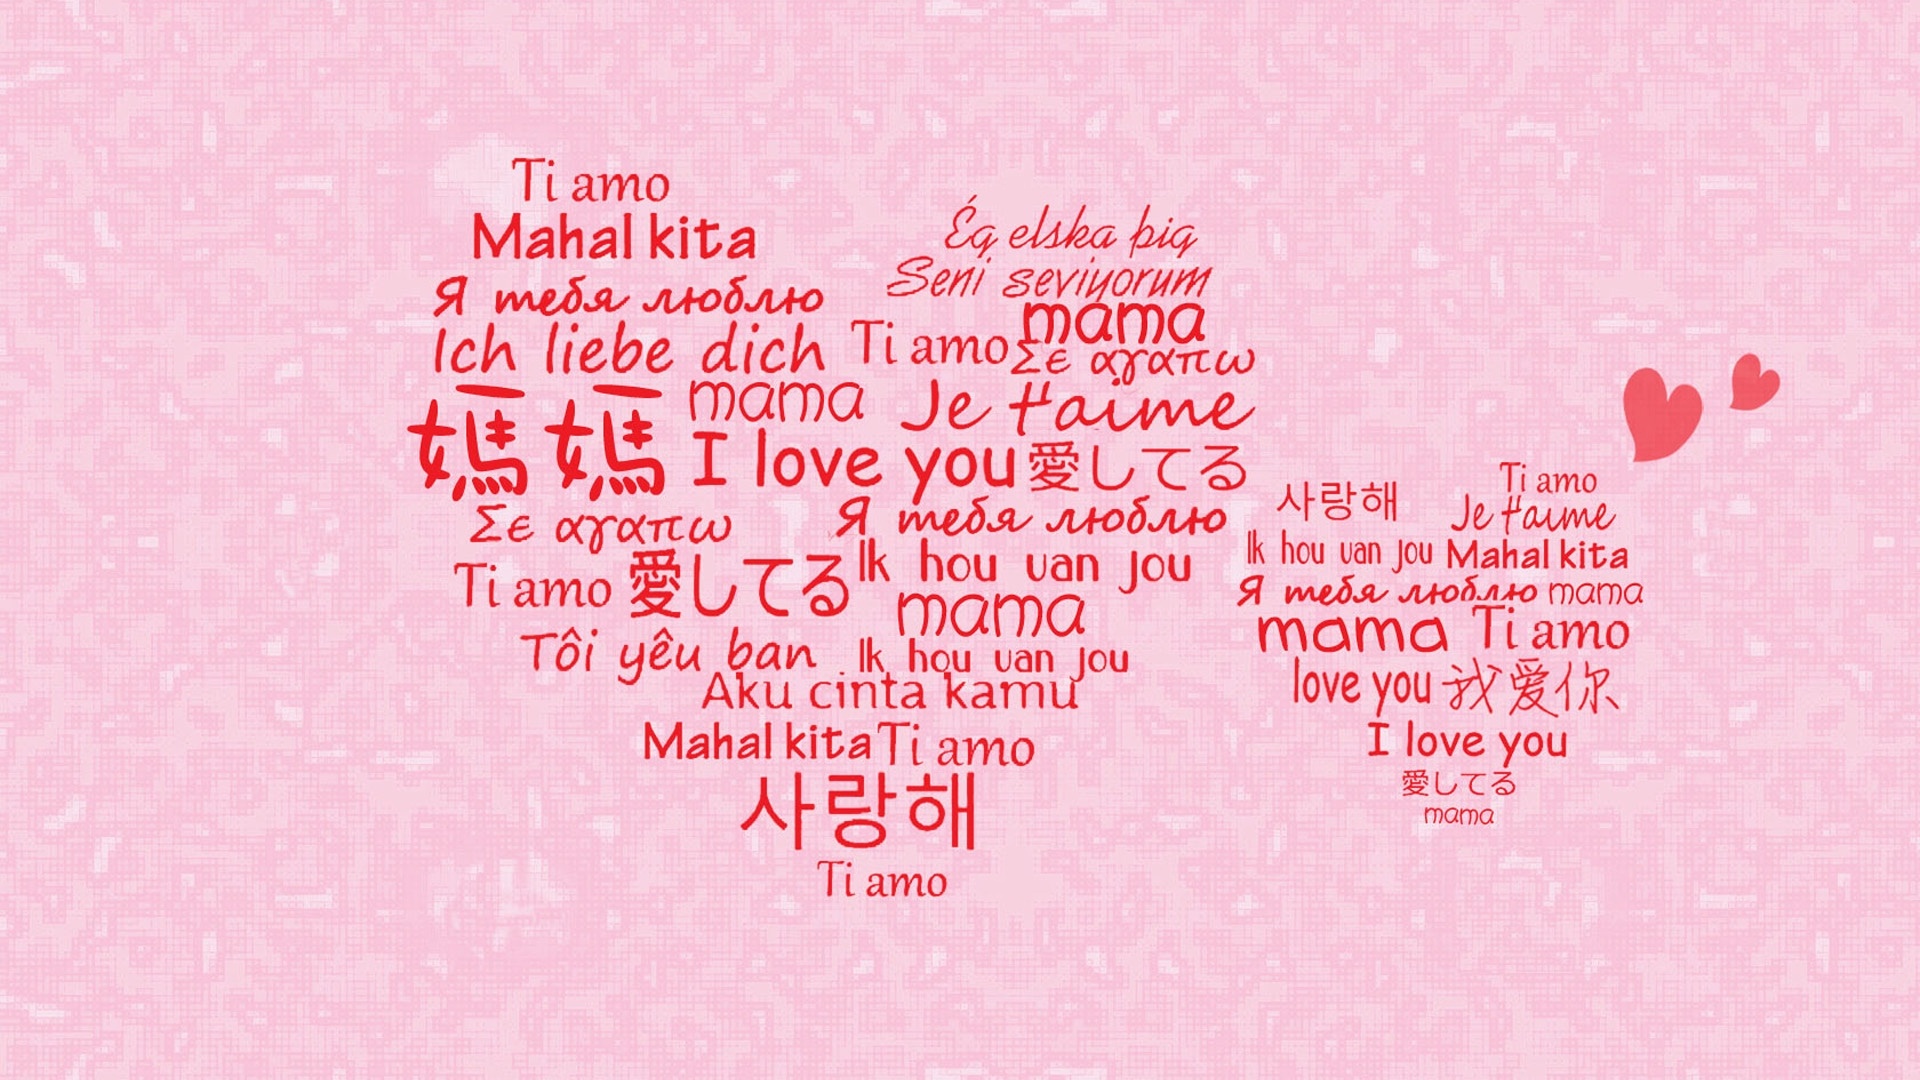 Ti amo
Mahal kita
Я тебя люблю
Ich liebe dich
Ég elska þig
Seni seviyorum
mama
Ti amo
Σε αγαπω
媽媽
mama
Je t'aime
I love you
愛してる
Σε αγαπω
Я тебя люблю
Ti amo
愛してる
Ik hou van jou
mama
Tôi yêu ban
Ik hou van jou
Aku cinta kamu
Mahal kita
Ti amo
사랑해
Ti amo
사랑해
Ti amo
Je t'aime
Ik hou van jou
Mahal kita
Я тебя люблю
mama
mama
Ti amo
love you
我爱你
I love you
愛してる
mama